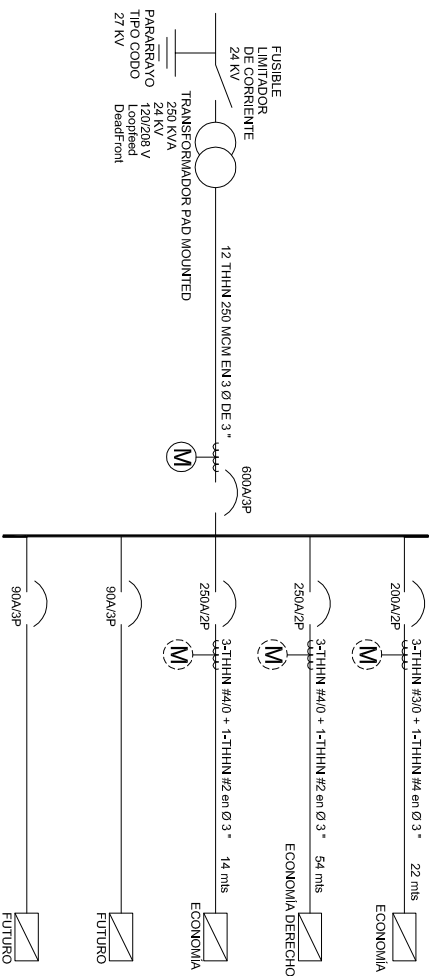 FUSIBLE
LIMITADOR
DE CORRIENTE
24 KV
PARARRAYO
TIPO CODO
27 KV
TRANSFORMADOR PAD MOUNTED
250 KVA
24 KV
120/208 V
Loopfeed
DeadFront
12 THHN 250 MCM EN 3 Ø DE 3 "
M
600A/3P
200A/2P
3-THHN #3/0 + 1-THHN #4 en Ø 3 "
22 mts
M
ECONOMÍA
250A/2P
3-THHN #4/0 + 1-THHN #2 en Ø 3 "
54 mts
M
ECONOMÍA DERECHO
250A/2P
3-THHN #4/0 + 1-THHN #2 en Ø 3 "
14 mts
M
ECONOMÍA
90A/3P
FUTURO
90A/3P
FUTURO